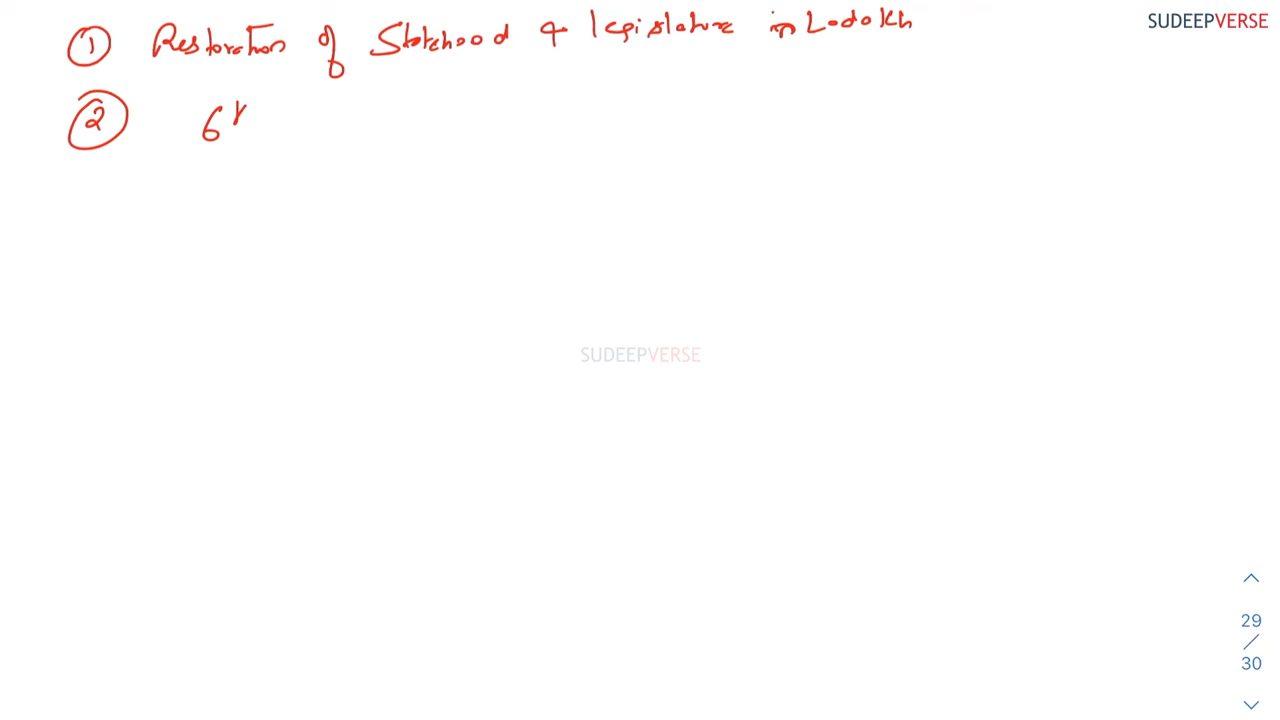 SUDEEPVERSE
① Restoration of Statehood & legislature in Ladakh
② 6
SUDEEPVERSE
29
/
30